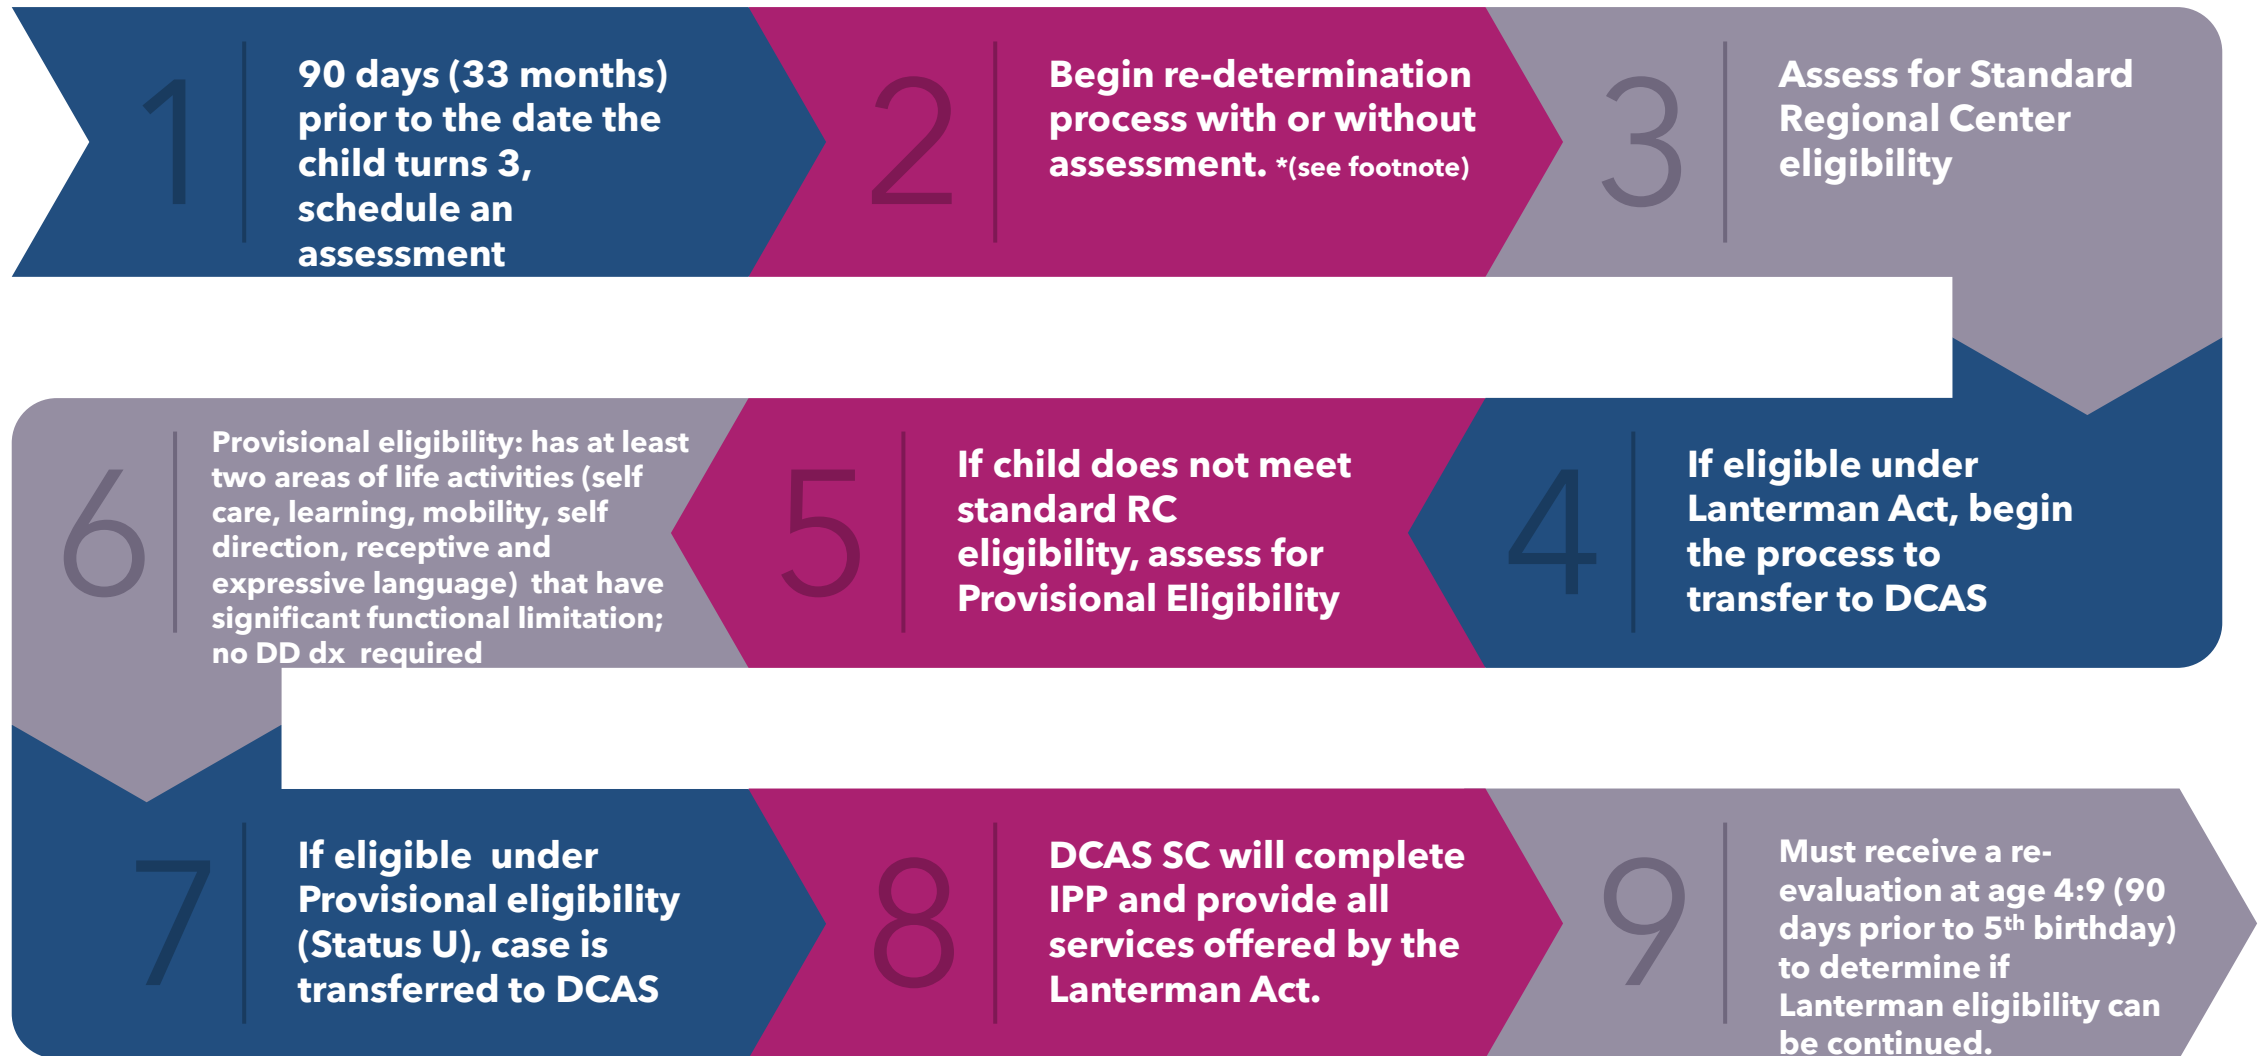 1
90 days (33 months)
prior to the date the
child turns 3,
schedule an
assessment
2
Begin re-determination
process with or without
assessment. *(see footnote)
3
Assess for Standard
Regional Center
eligibility
4
If eligible under
Lanterman Act, begin
the process to
transfer to DCAS
5
If child does not meet
standard RC
eligibility, assess for
Provisional Eligibility
6
Provisional eligibility: has at least
two areas of life activities (self
care, learning, mobility, self
direction, receptive and
expressive language)  that have
significant functional limitation;
no DD dx  required
7
If eligible  under
Provisional eligibility
(Status U), case is
transferred to DCAS
8
DCAS SC will complete
IPP and provide all
services offered by the
Lanterman Act.
9
Must receive a re-
evaluation at age 4:9 (90
days prior to 5th birthday)
to determine if
Lanterman eligibility can
be continued.